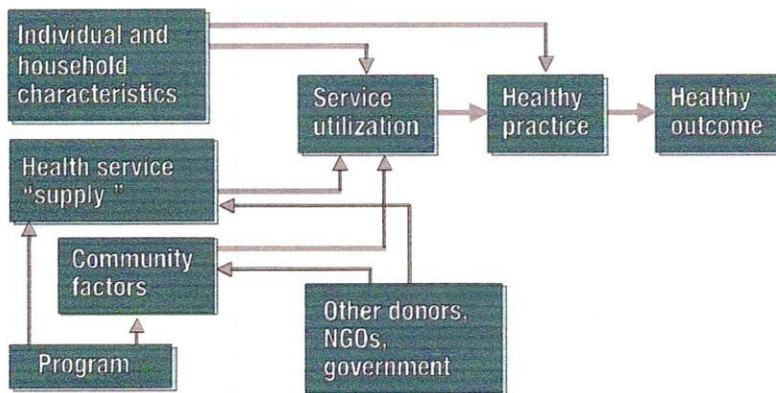 Individual and
household
characteristics
Service
utilization
Healthy
practice
Healthy
outcome
Health service
“supply ”
Community
factors
Other donors,
NGOs,
government
Program